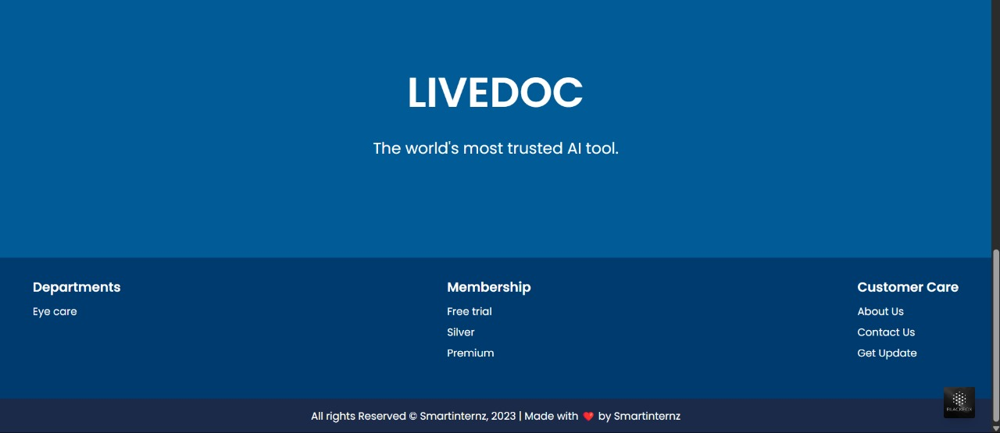 LIVEDOC
The world's most trusted AI tool.
Departments
Eye care
Membership
Free trial
Silver
Premium
Customer Care
About Us
Contact Us
Get Update
BLACKBOX
All rights Reserved © Smartinternz, 2023 | Made with ❤️ by Smartinternz